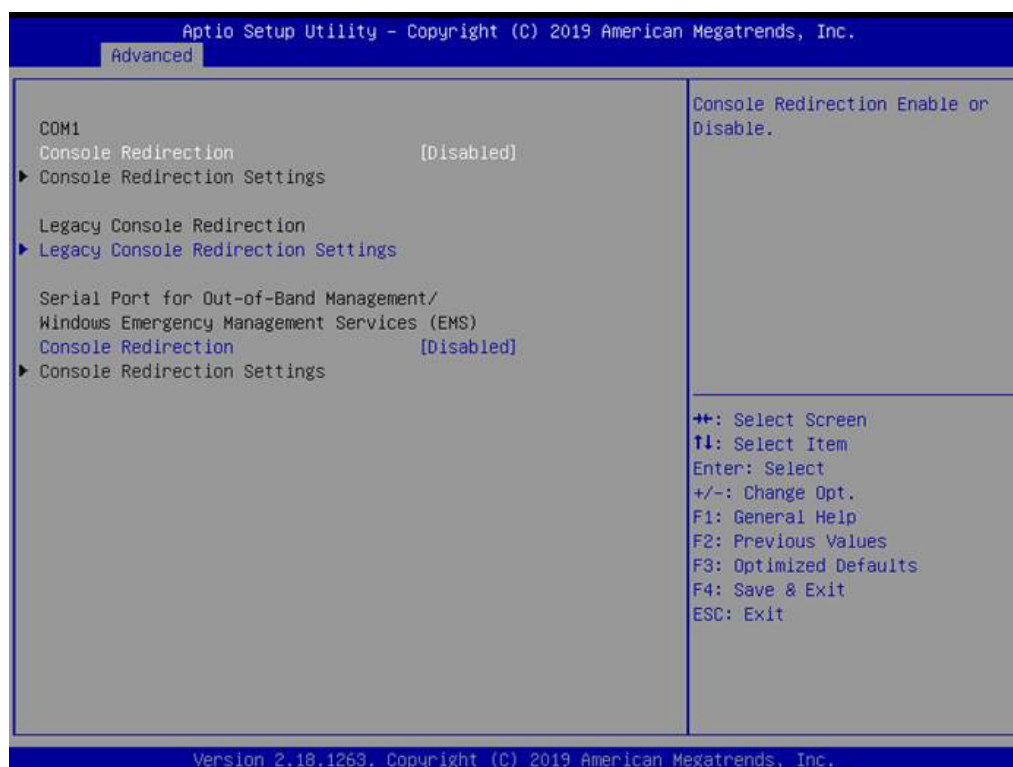 Aptio Setup Utility – Copyright (C) 2019 American Megatrends, Inc.
Advanced
COM1
Console Redirection [Disabled]
▶ Console Redirection Settings
Legacy Console Redirection
▶ Legacy Console Redirection Settings
Serial Port for Out-of-Band Management/
Windows Emergency Management Services (EMS)
Console Redirection [Disabled]
▶ Console Redirection Settings
Console Redirection Enable or
Disable.
→←: Select Screen
↑↓: Select Item
Enter: Select
+/-: Change Opt.
F1: General Help
F2: Previous Values
F3: Optimized Defaults
F4: Save & Exit
ESC: Exit
Version 2.18.1263. Copyright (C) 2019 American Megatrends, Inc.